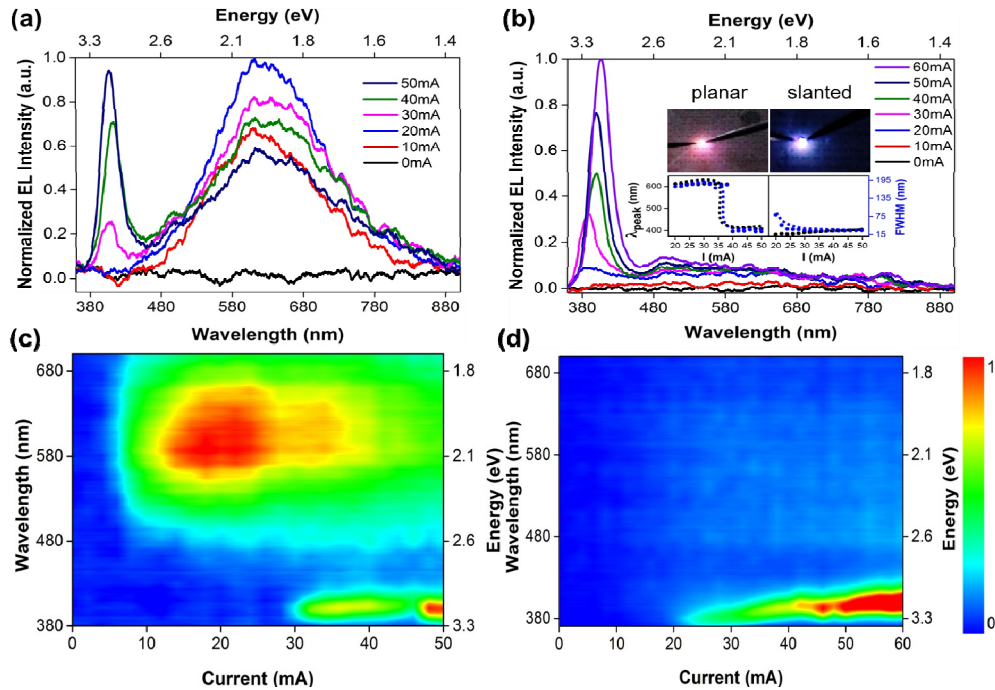 (a)
Energy (eV)
3.3 2.6 2.1 1.9 1.6 1.4
Normalized EL Intensity (a.u.)
1.0
0.8
0.6
0.4
0.2
0.0
50mA
40mA
30mA
20mA
10mA
0mA
380 480 580 680 780 880
Wavelength (nm)
(b)
Energy (eV)
3.3 2.6 2.1 1.8 1.6 1.4
Normalized EL Intensity (a.u.)
1.0
0.8
0.6
0.4
0.2
0.0
60mA
50mA
40mA
30mA
20mA
10mA
0mA
planar slanted
λpeak (nm)
600
500
400
20 25 30 35 40 45 50
I (mA)
20 25 30 35 40 45 50
I (mA)
195
135
75
15
FWHM (nm)
380 480 580 680 780 880
Wavelength (nm)
(c)
Wavelength (nm)
680
580
480
380
1.8
2.1
2.6
3.3
Energy (eV)
0 10 20 30 40 50
Current (mA)
(d)
Wavelength (nm)
680
580
480
380
1.8
2.1
2.6
3.3
Energy (eV)
0 10 20 30 40 50 60
Current (mA)
1
0